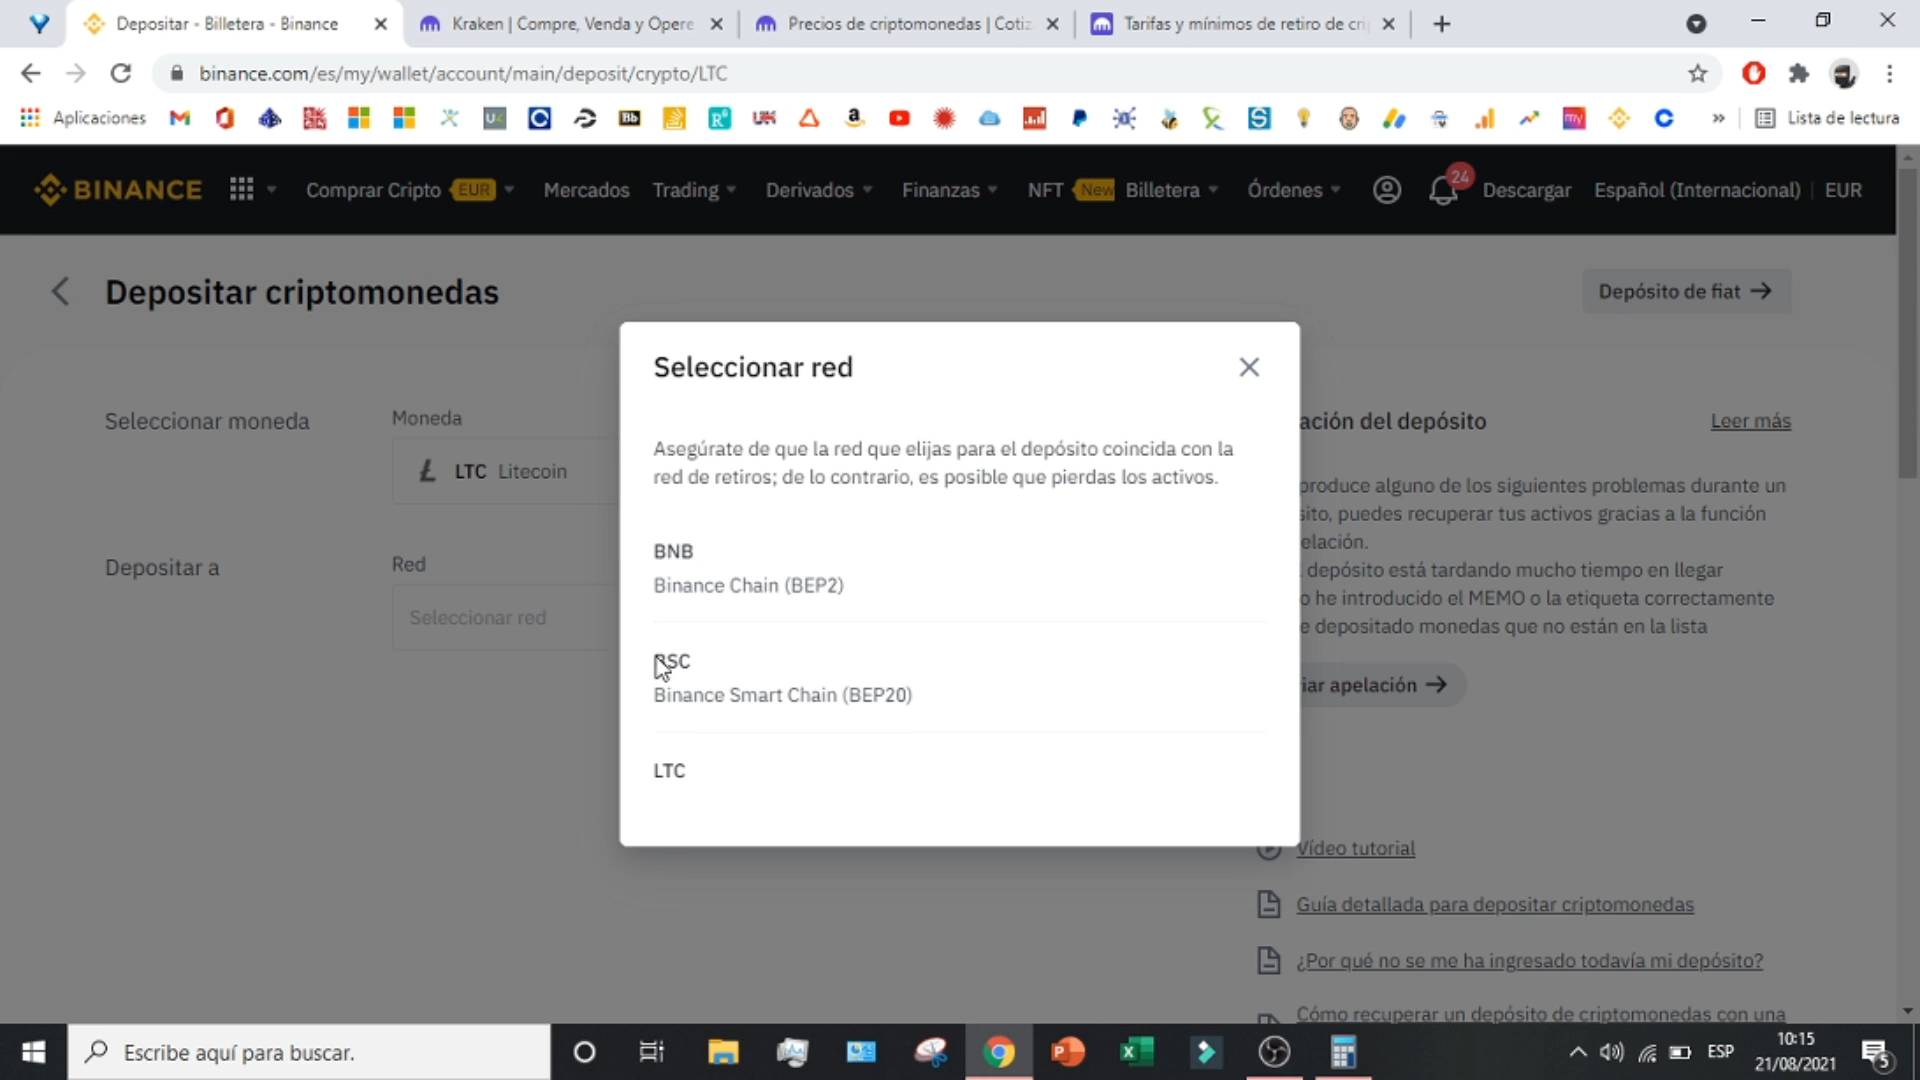 Depositar - Billetera - Binance
Kraken | Compre, Venda y Opere
Precios de criptomonedas | Cotiz
Tarifas y mínimos de retiro de cri
binance.com/es/my/wallet/account/main/deposit/crypto/LTC
Aplicaciones
Bb
my
Lista de lectura
BINANCE
Comprar Cripto
EUR
Mercados
Trading
Derivados
Finanzas
NFT
New
Billetera
Órdenes
24
Descargar
Español (Internacional)
EUR
Depositar criptomonedas
Depósito de fiat
Seleccionar moneda
Moneda
LTC Litecoin
Depositar a
Red
Seleccionar red
Seleccionar red
Asegúrate de que la red que elijas para el depósito coincida con la
red de retiros; de lo contrario, es posible que pierdas los activos.
BNB
Binance Chain (BEP2)
BSC
Binance Smart Chain (BEP20)
LTC
ación del depósito
Leer más
produce alguno de los siguientes problemas durante un
sito, puedes recuperar tus activos gracias a la función
elación.
depósito está tardando mucho tiempo en llegar
o he introducido el MEMO o la etiqueta correctamente
e depositado monedas que no están en la lista
iar apelación
Vídeo tutorial
Guía detallada para depositar criptomonedas
¿Por qué no se me ha ingresado todavía mi depósito?
Cómo recuperar un depósito de criptomonedas con una
Escribe aquí para buscar.
ESP
10:15
21/08/2021
5